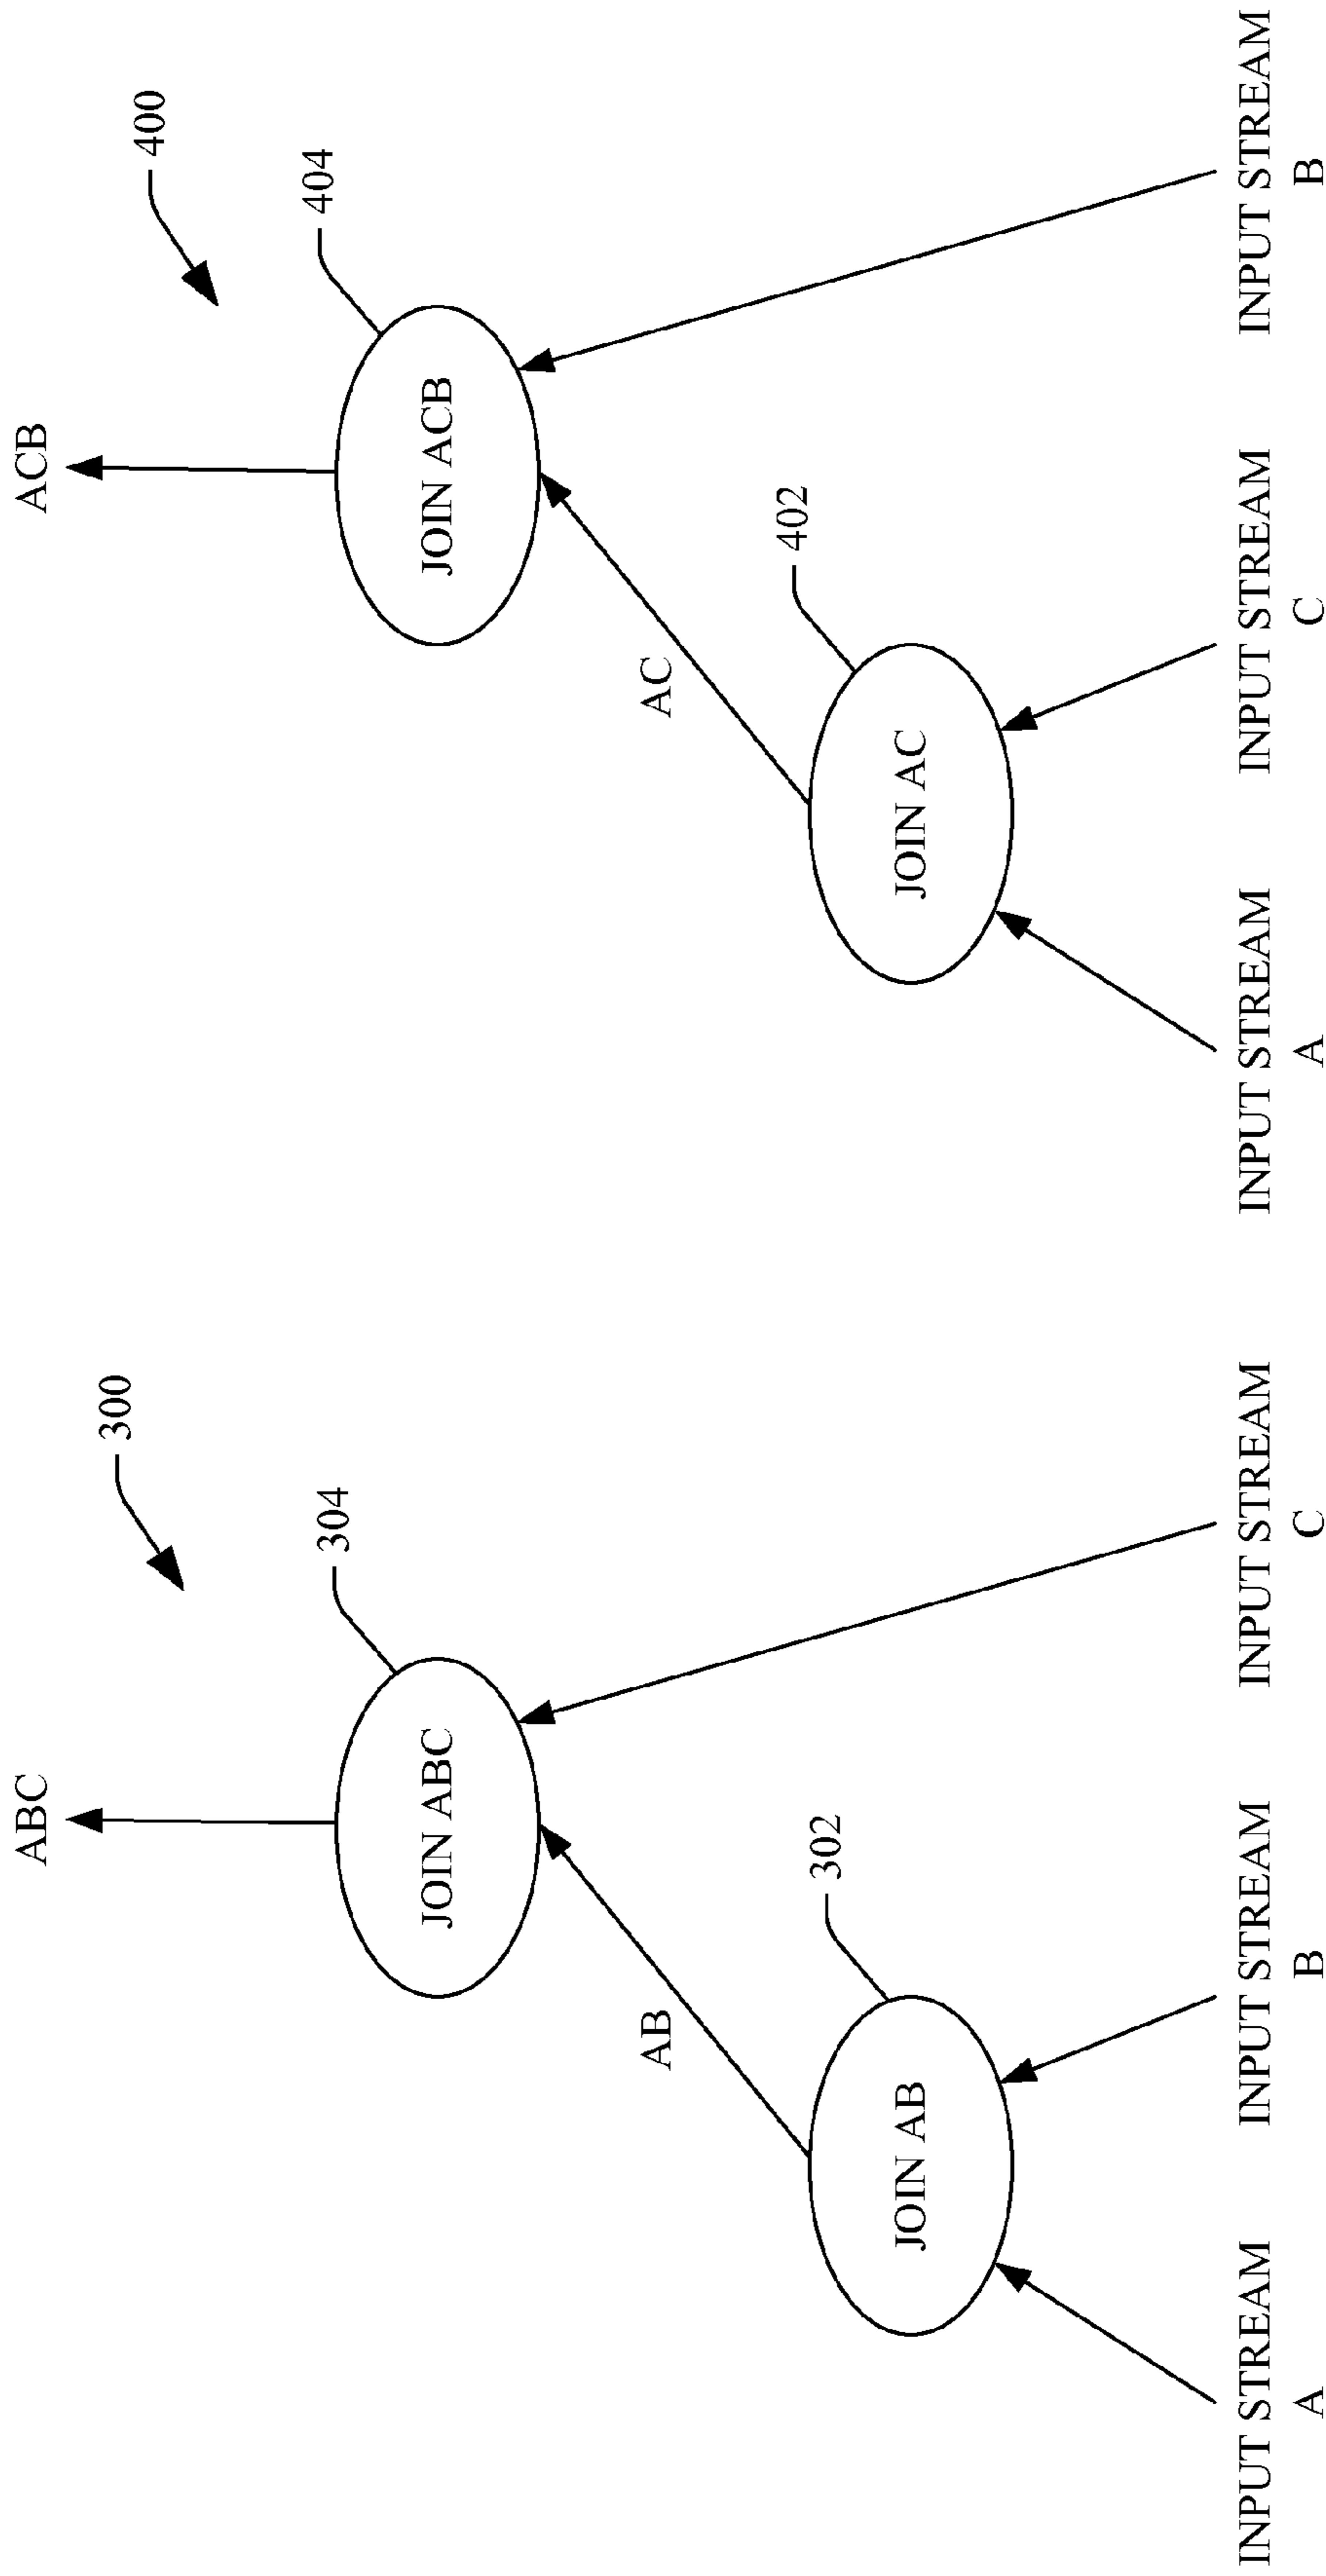 ABC
300
304
JOIN ABC
AB
302
JOIN AB
INPUT STREAM
A
INPUT STREAM
B
INPUT STREAM
C
ACB
400
404
JOIN ACB
AC
402
JOIN AC
INPUT STREAM
A
INPUT STREAM
C
INPUT STREAM
B